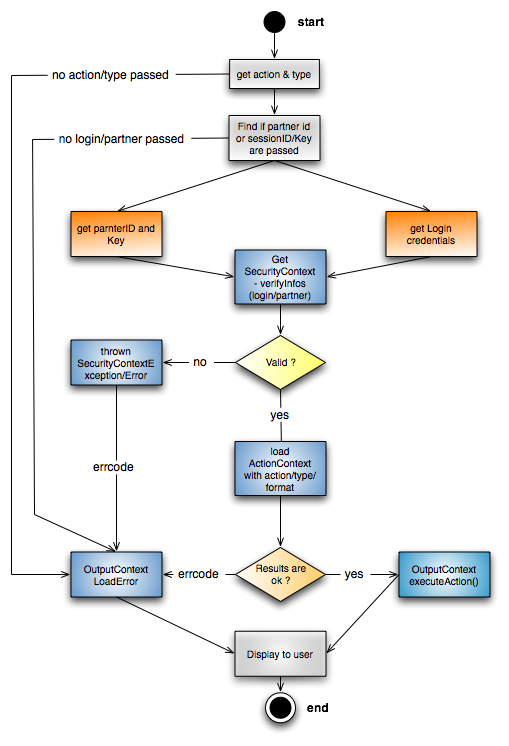 start
no action/type passed
get action & type
no login/partner passed
Find if partner id
or sessionID/Key
are passed
get parnterID and
Key
get Login
credentials
Get
SecurityContext
- verifyInfos
(login/partner)
thrown
SecurityContextE
xception/Error
no
Valid ?
yes
load
ActionContext
with action/type/
format
errcode
OutputContext
LoadError
errcode
Results are
ok ?
yes
OutputContext
executeAction()
Display to user
end